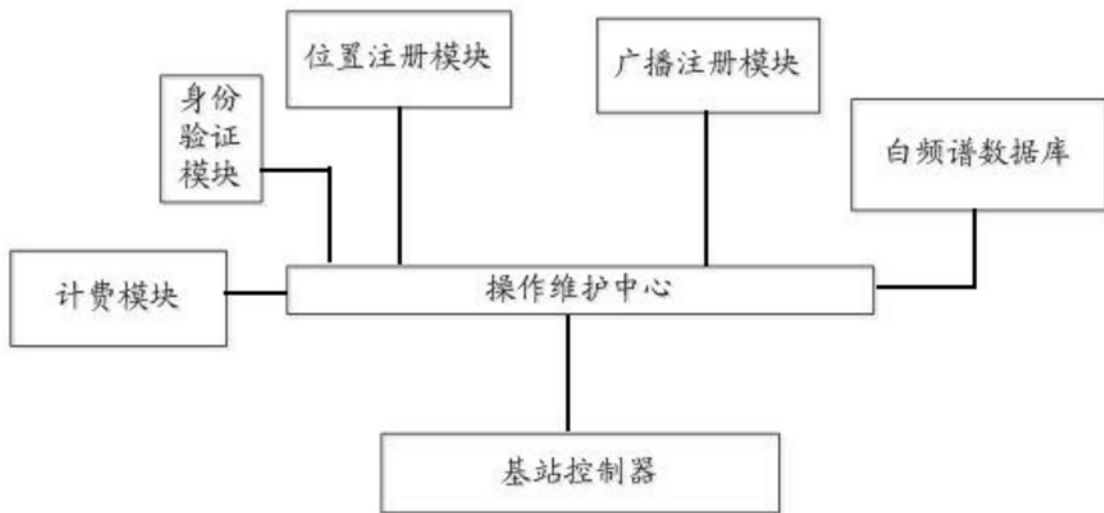 位置注册模块
广播注册模块
身份
验证
模块
白频谱数据库
计费模块
操作维护中心
基站控制器